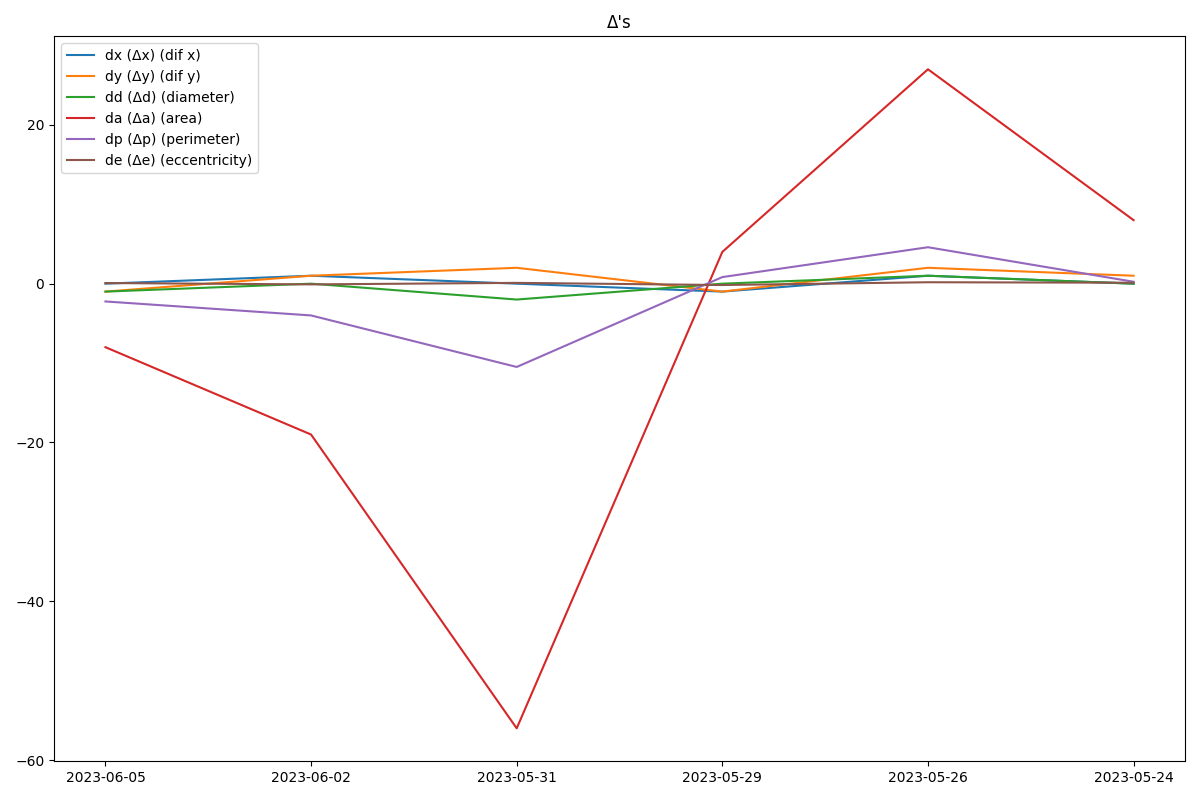 Δ's
dx (Δx) (dif x)
dy (Δy) (dif y)
dd (Δd) (diameter)
da (Δa) (area)
dp (Δp) (perimeter)
de (Δe) (eccentricity)
20
0
−20
−40
−60
2023-06-05 2023-06-02 2023-05-31 2023-05-29 2023-05-26 2023-05-24